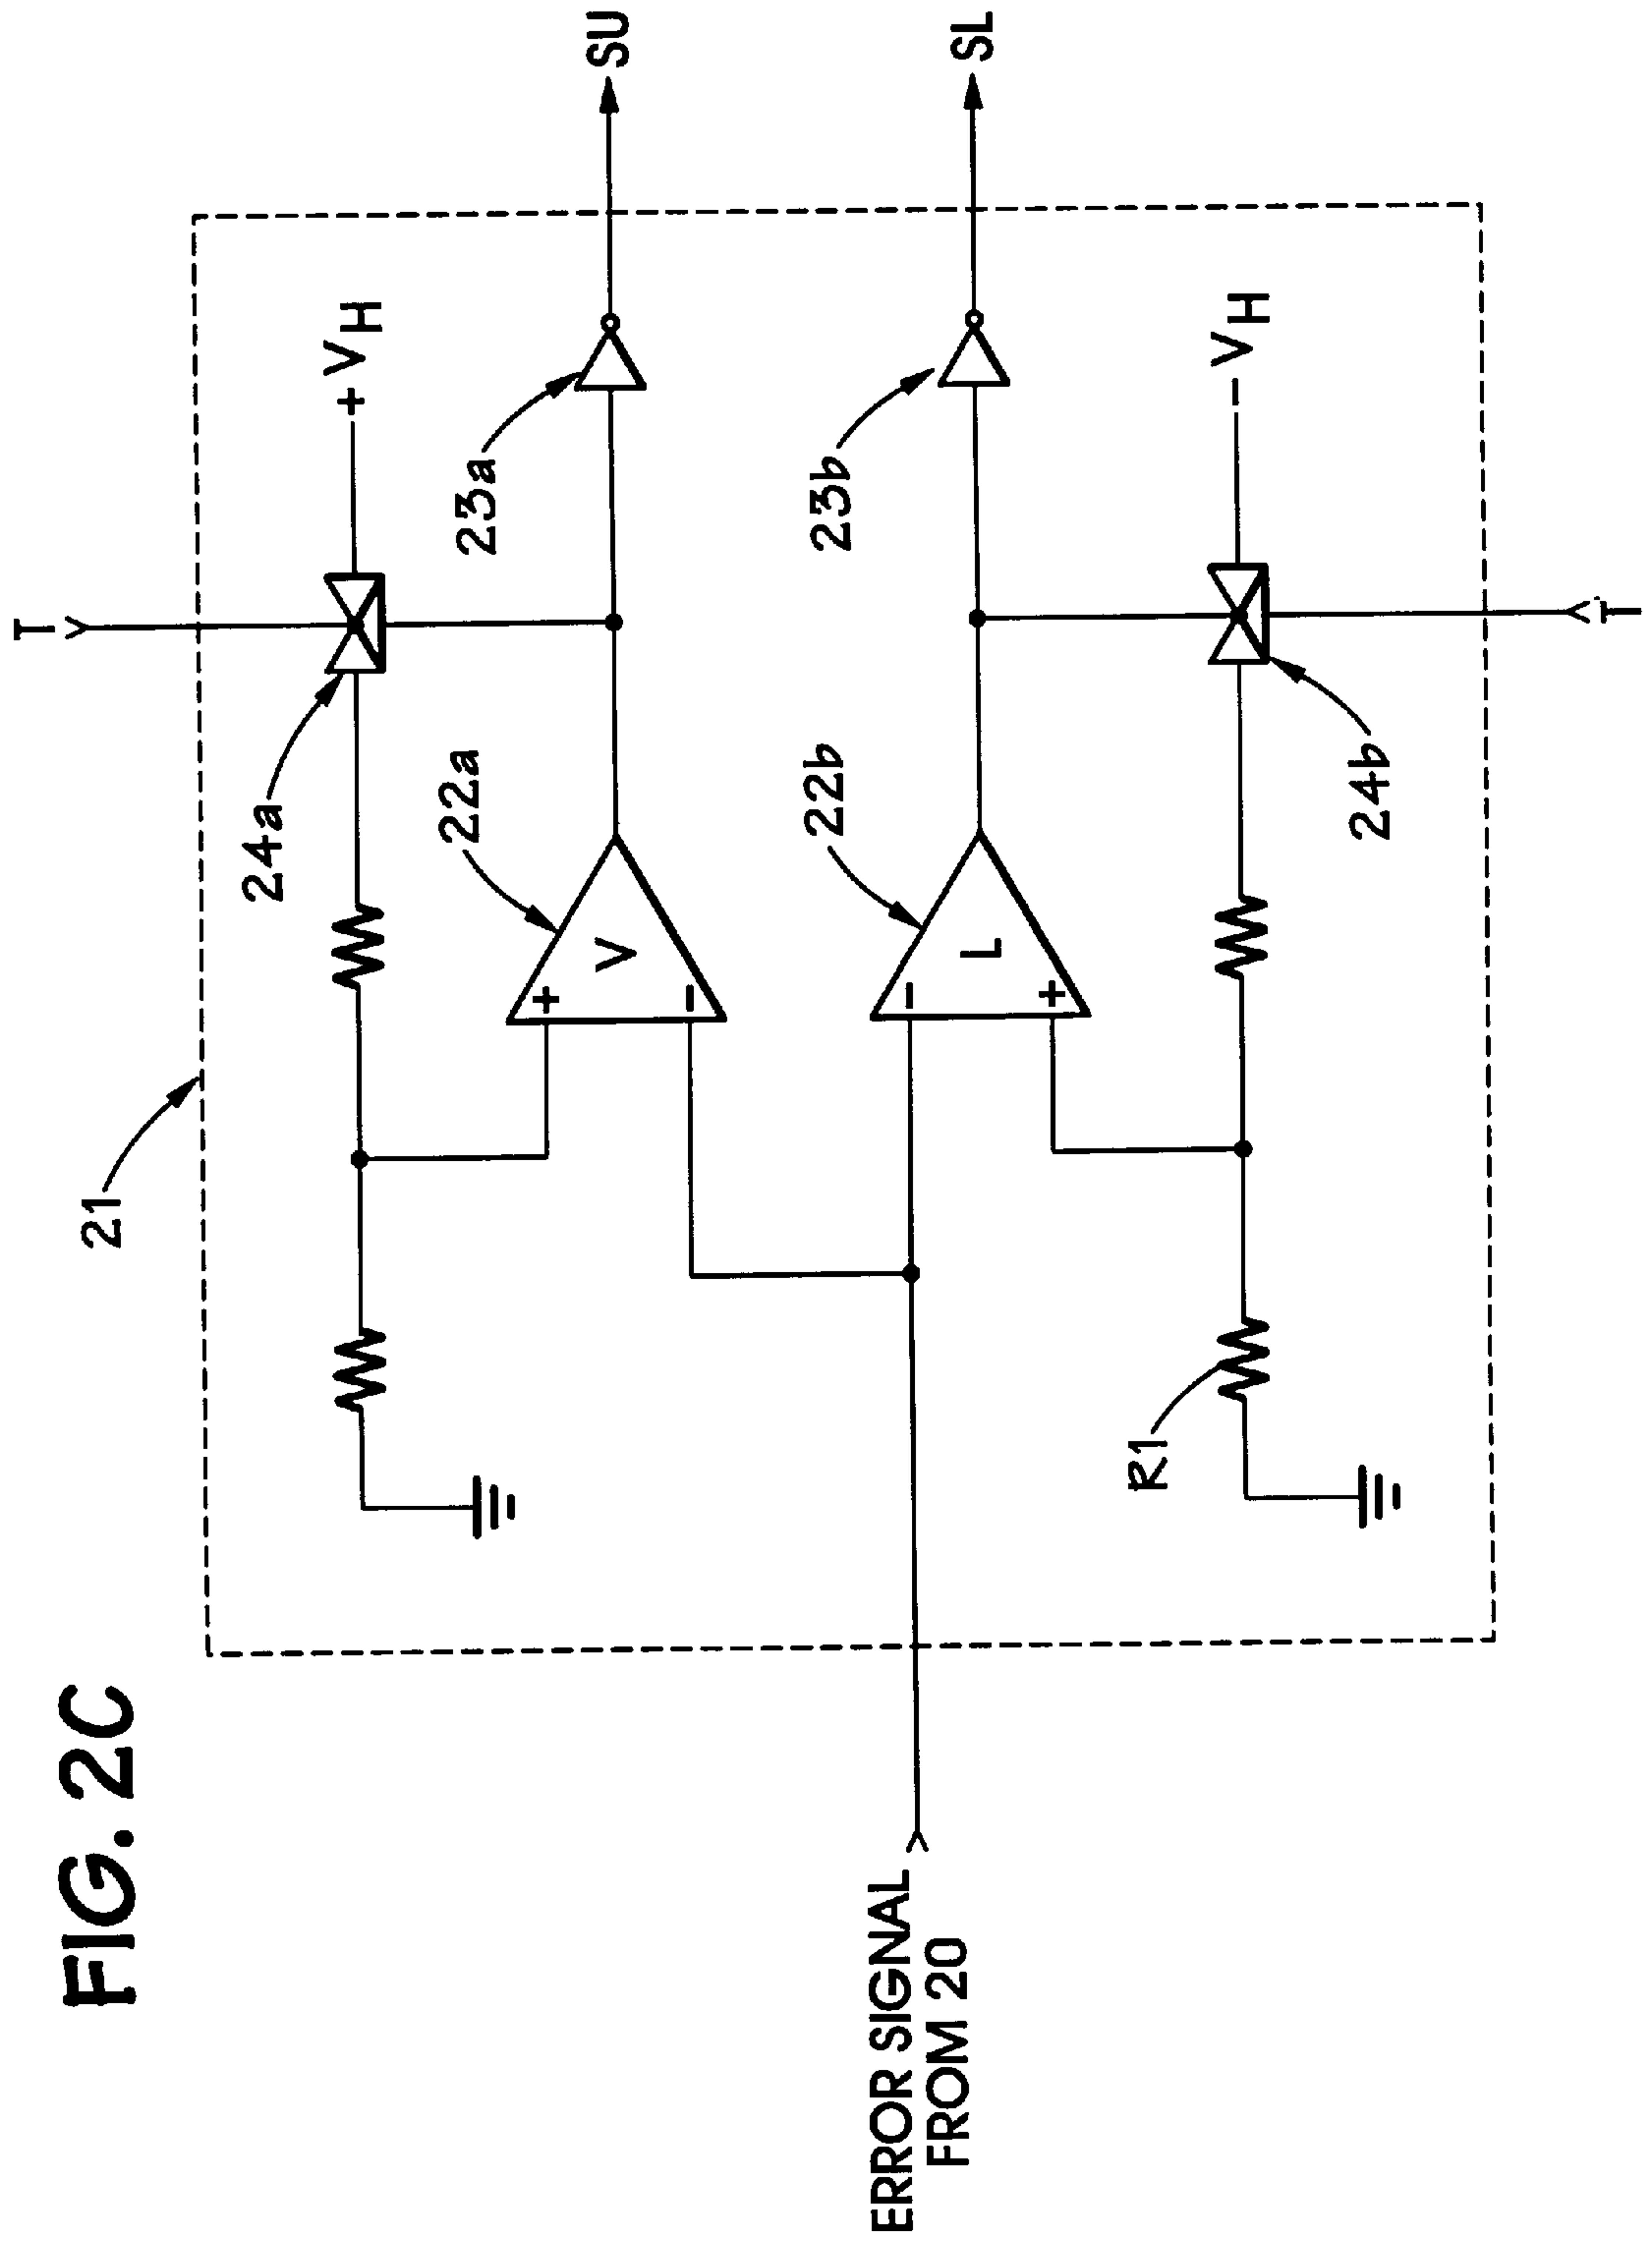 FIG. 2C
21
T
24a
+ VH
22a
V
+
−
23a
SU
ERROR SIGNAL
FROM 20
22b
L
−
+
23b
SL
R1
24b
− VH
T